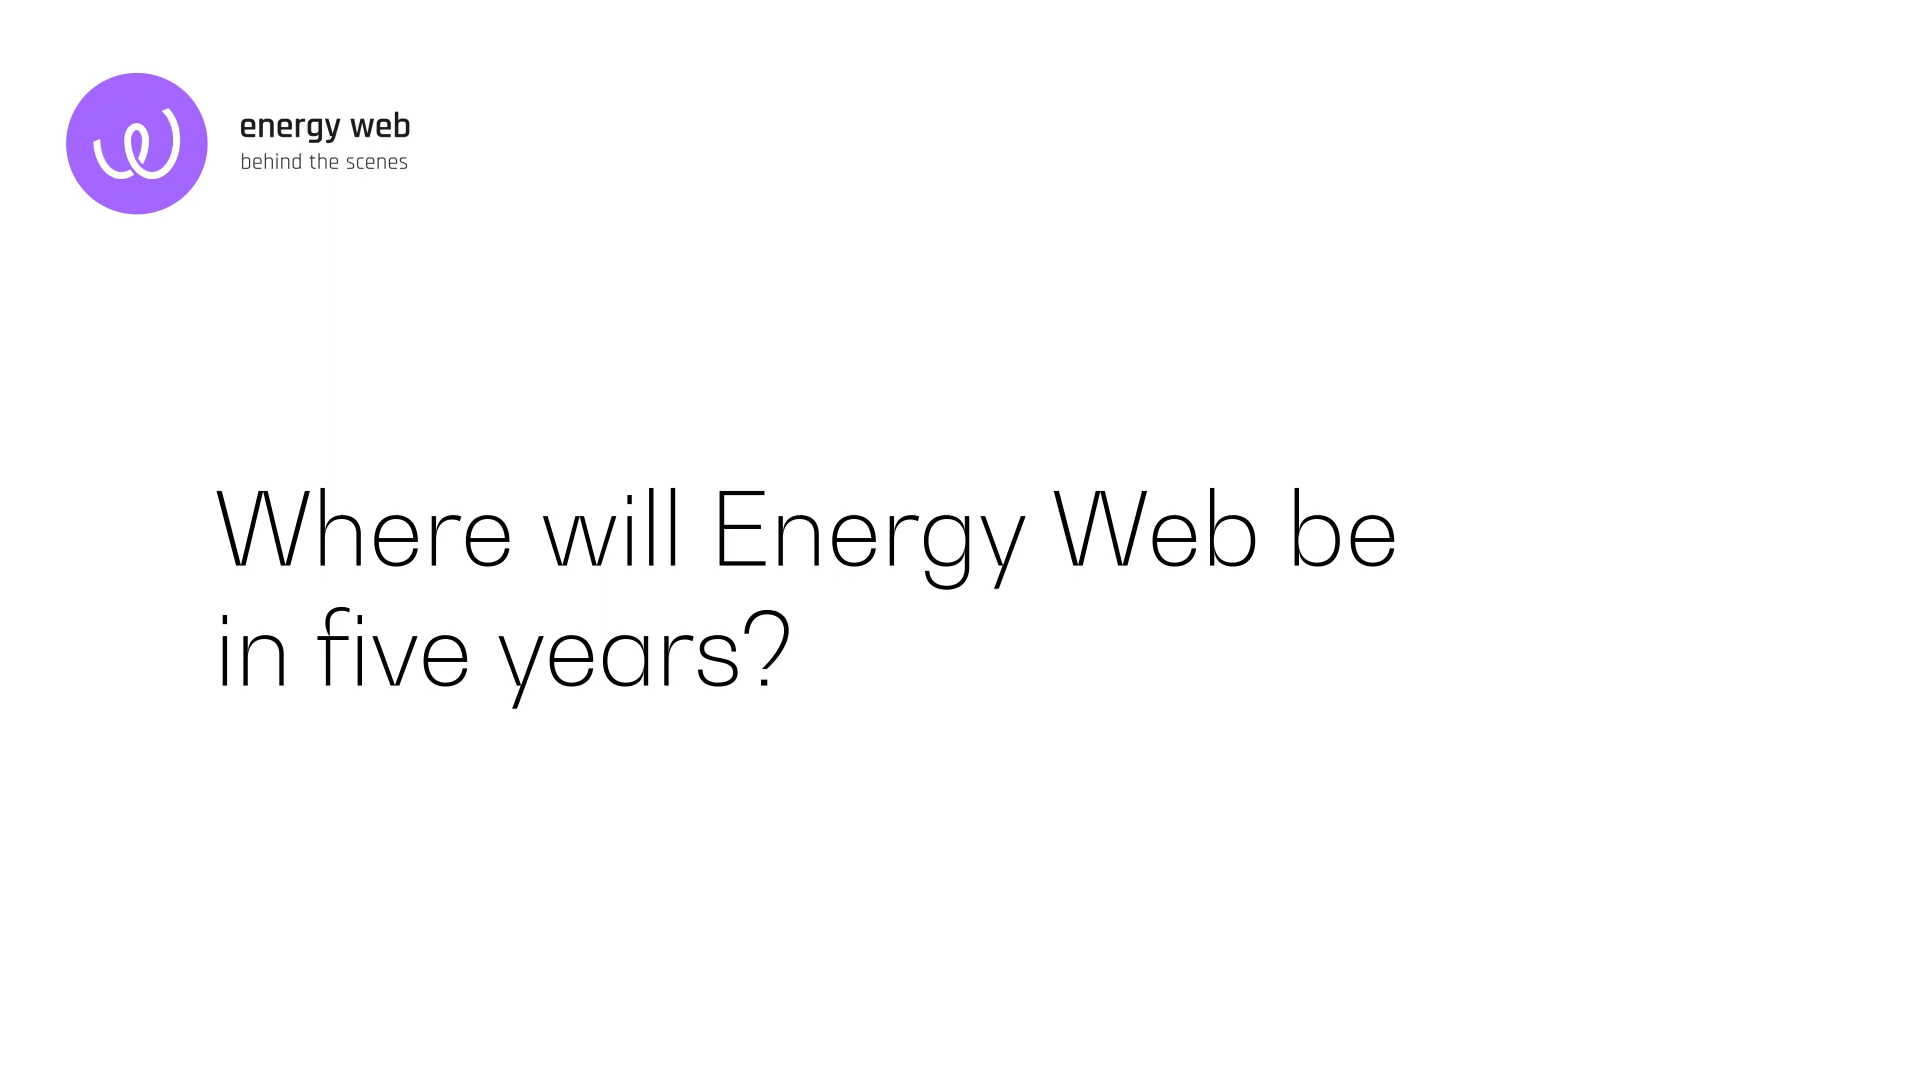 energy web
behind the scenes
Where will Energy Web be
in five years?